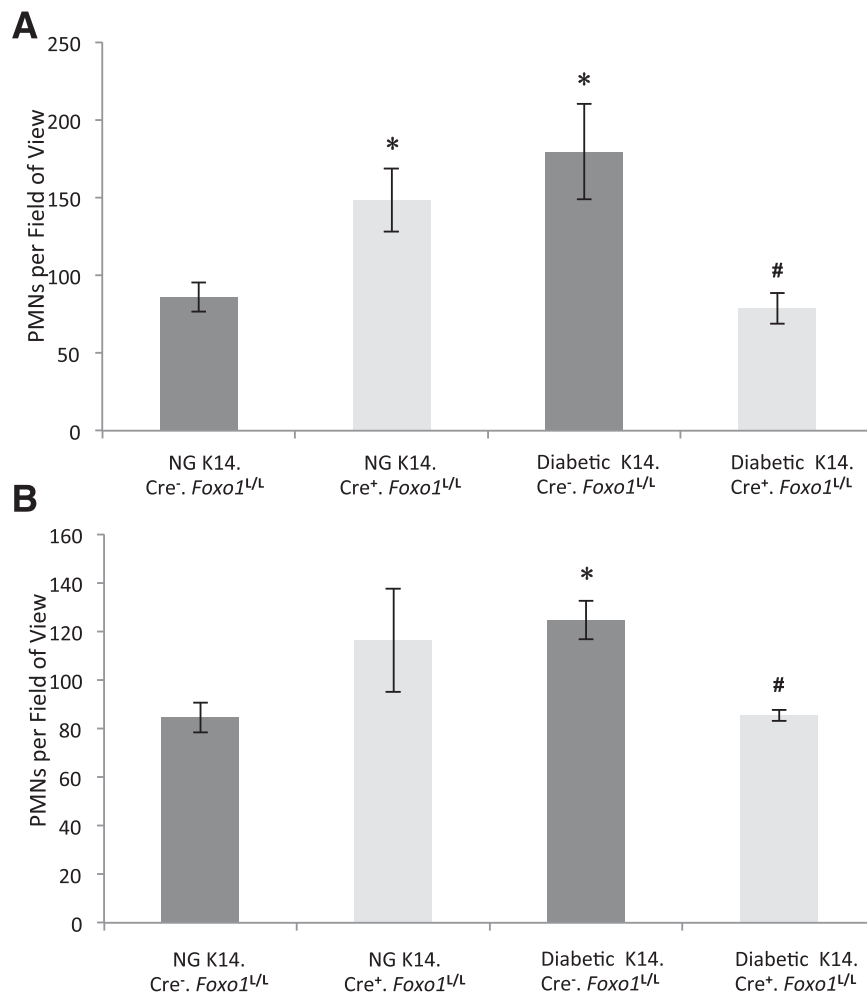 A
PMNs per Field of View
250
200
150
100
50
0
*
*
#
NG K14.
Cre⁻. Foxo1ᴸ/ᴸ
NG K14.
Cre⁺. Foxo1ᴸ/ᴸ
Diabetic K14.
Cre⁻. Foxo1ᴸ/ᴸ
Diabetic K14.
Cre⁺. Foxo1ᴸ/ᴸ
B
PMNs per Field of View
160
140
120
100
80
60
40
20
0
*
#
NG K14.
Cre⁻. Foxo1ᴸ/ᴸ
NG K14.
Cre⁺. Foxo1ᴸ/ᴸ
Diabetic K14.
Cre⁻. Foxo1ᴸ/ᴸ
Diabetic K14.
Cre⁺. Foxo1ᴸ/ᴸ